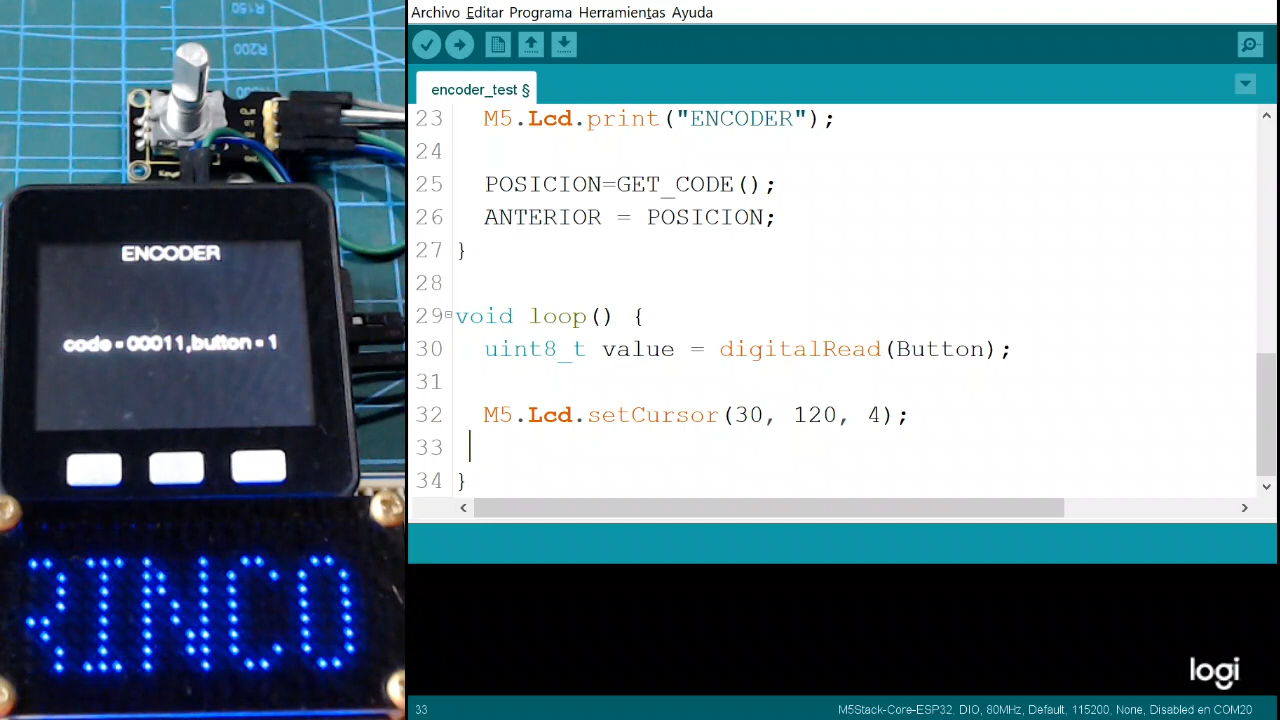 ENCODER
code = 00011,button = 1
INCO
Archivo Editar Programa Herramientas Ayuda
encoder_test §
23 M5.Lcd.print("ENCODER");
24
25 POSICION=GET_CODE();
26 ANTERIOR = POSICION;
27 }
28
29 void loop() {
30 uint8_t value = digitalRead(Button);
31
32 M5.Lcd.setCursor(30, 120, 4);
33
34 }
logi
33
M5Stack-Core-ESP32, DIO, 80MHz, Default, 115200, None, Disabled en COM20